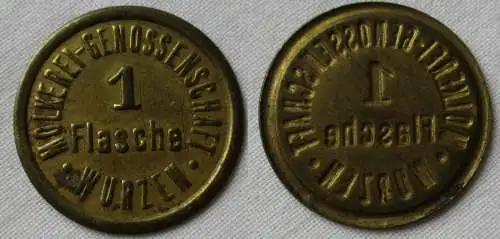 MOLKEREI-GENOSSENSCHAFT
1
Flasche
· WURZEN ·
MOLKEREI-GENOSSENSCHAFT
1
Flasche
· WURZEN ·